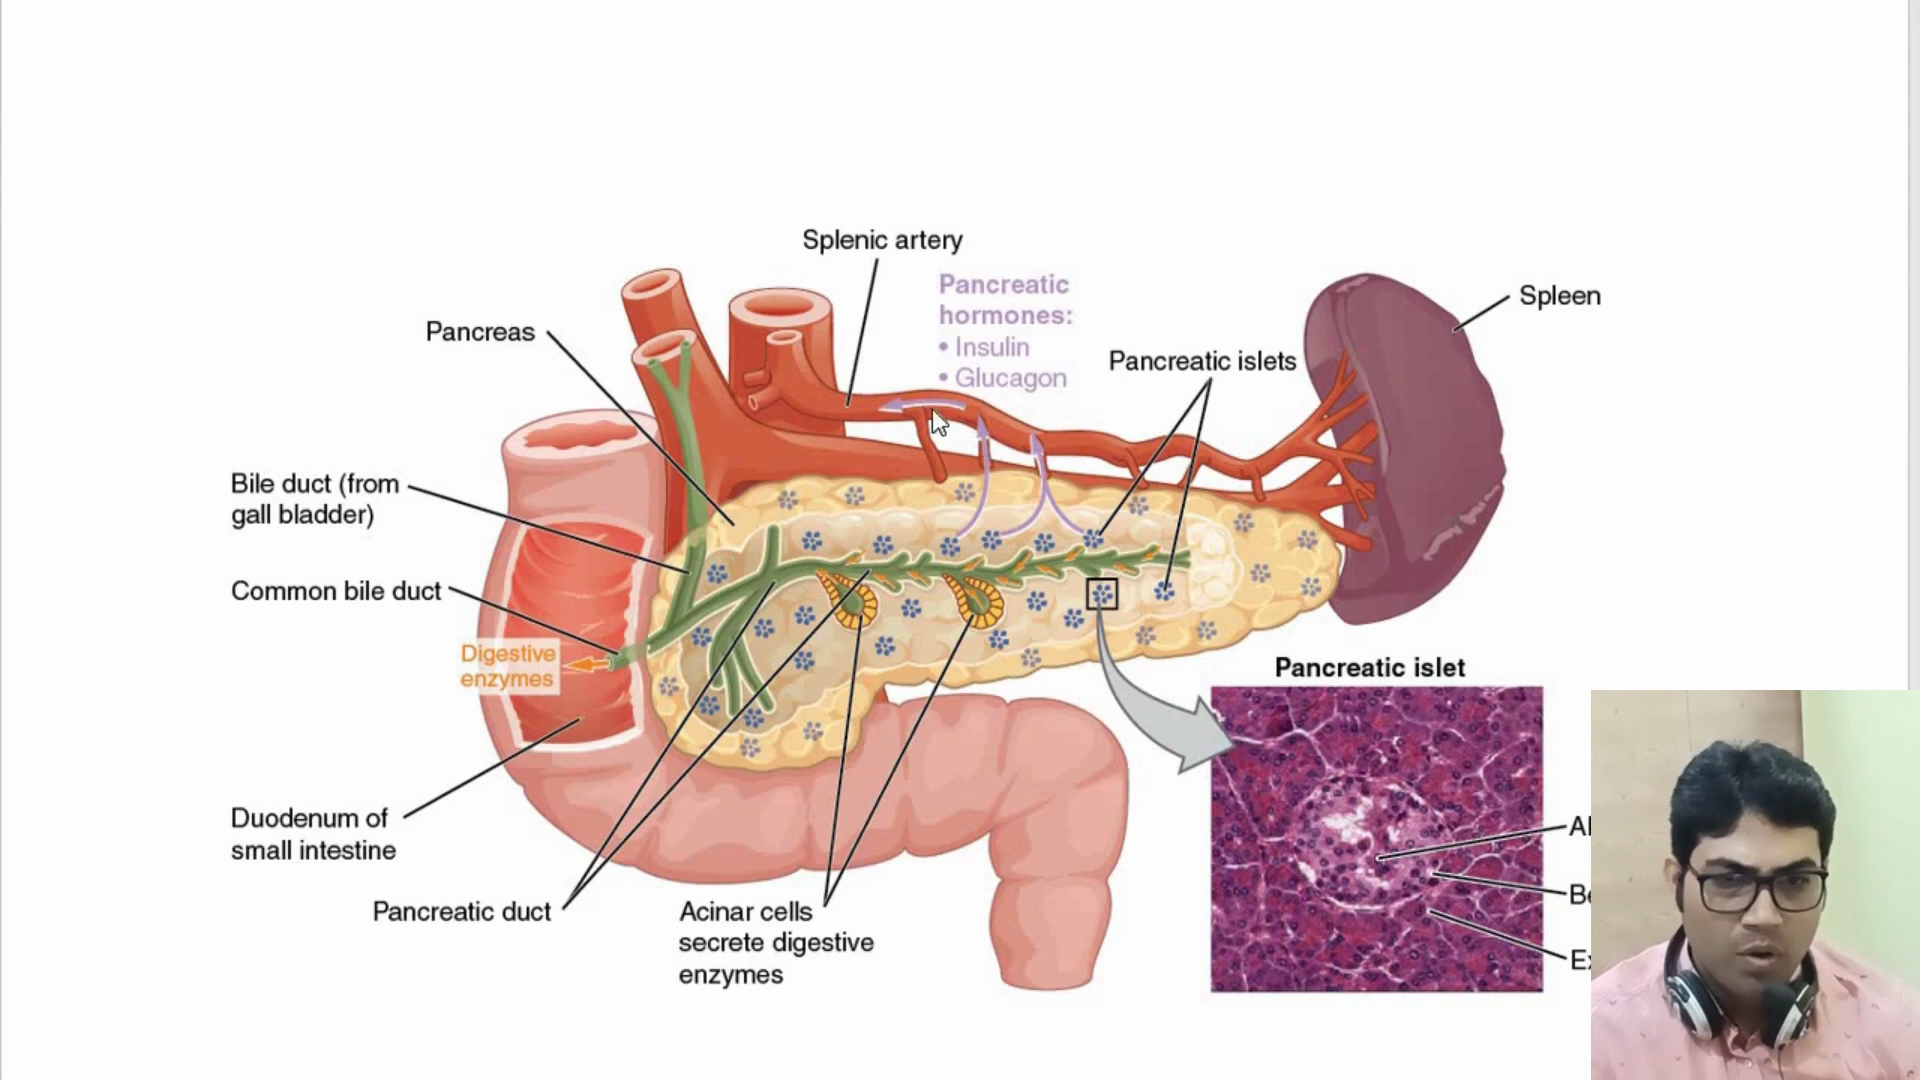 Splenic artery
Pancreatic
hormones:
• Insulin
• Glucagon
Spleen
Pancreas
Pancreatic islets
Bile duct (from
gall bladder)
Common bile duct
Digestive
enzymes
Pancreatic islet
Duodenum of
small intestine
Pancreatic duct
Acinar cells
secrete digestive
enzymes